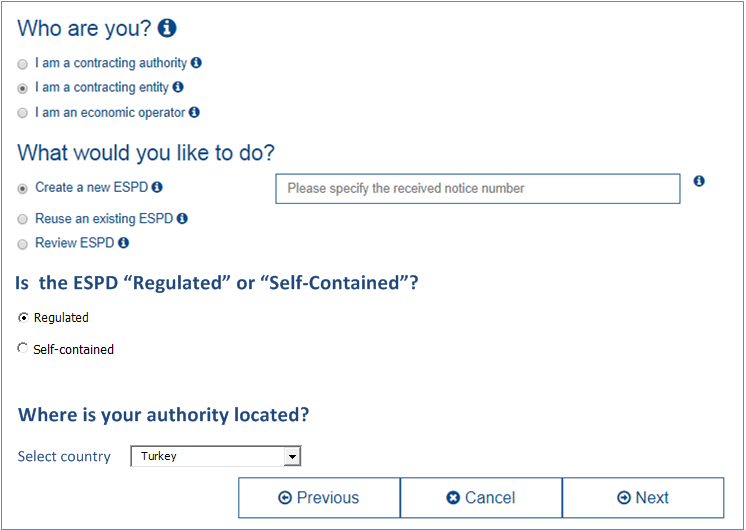 Who are you?
I am a contracting authority
I am a contracting entity
I am an economic operator
What would you like to do?
Create a new ESPD
Please specify the received notice number
Reuse an existing ESPD
Review ESPD
Is the ESPD “Regulated” or “Self-Contained”?
Regulated
Self-contained
Where is your authority located?
Select country Turkey
Previous Cancel Next